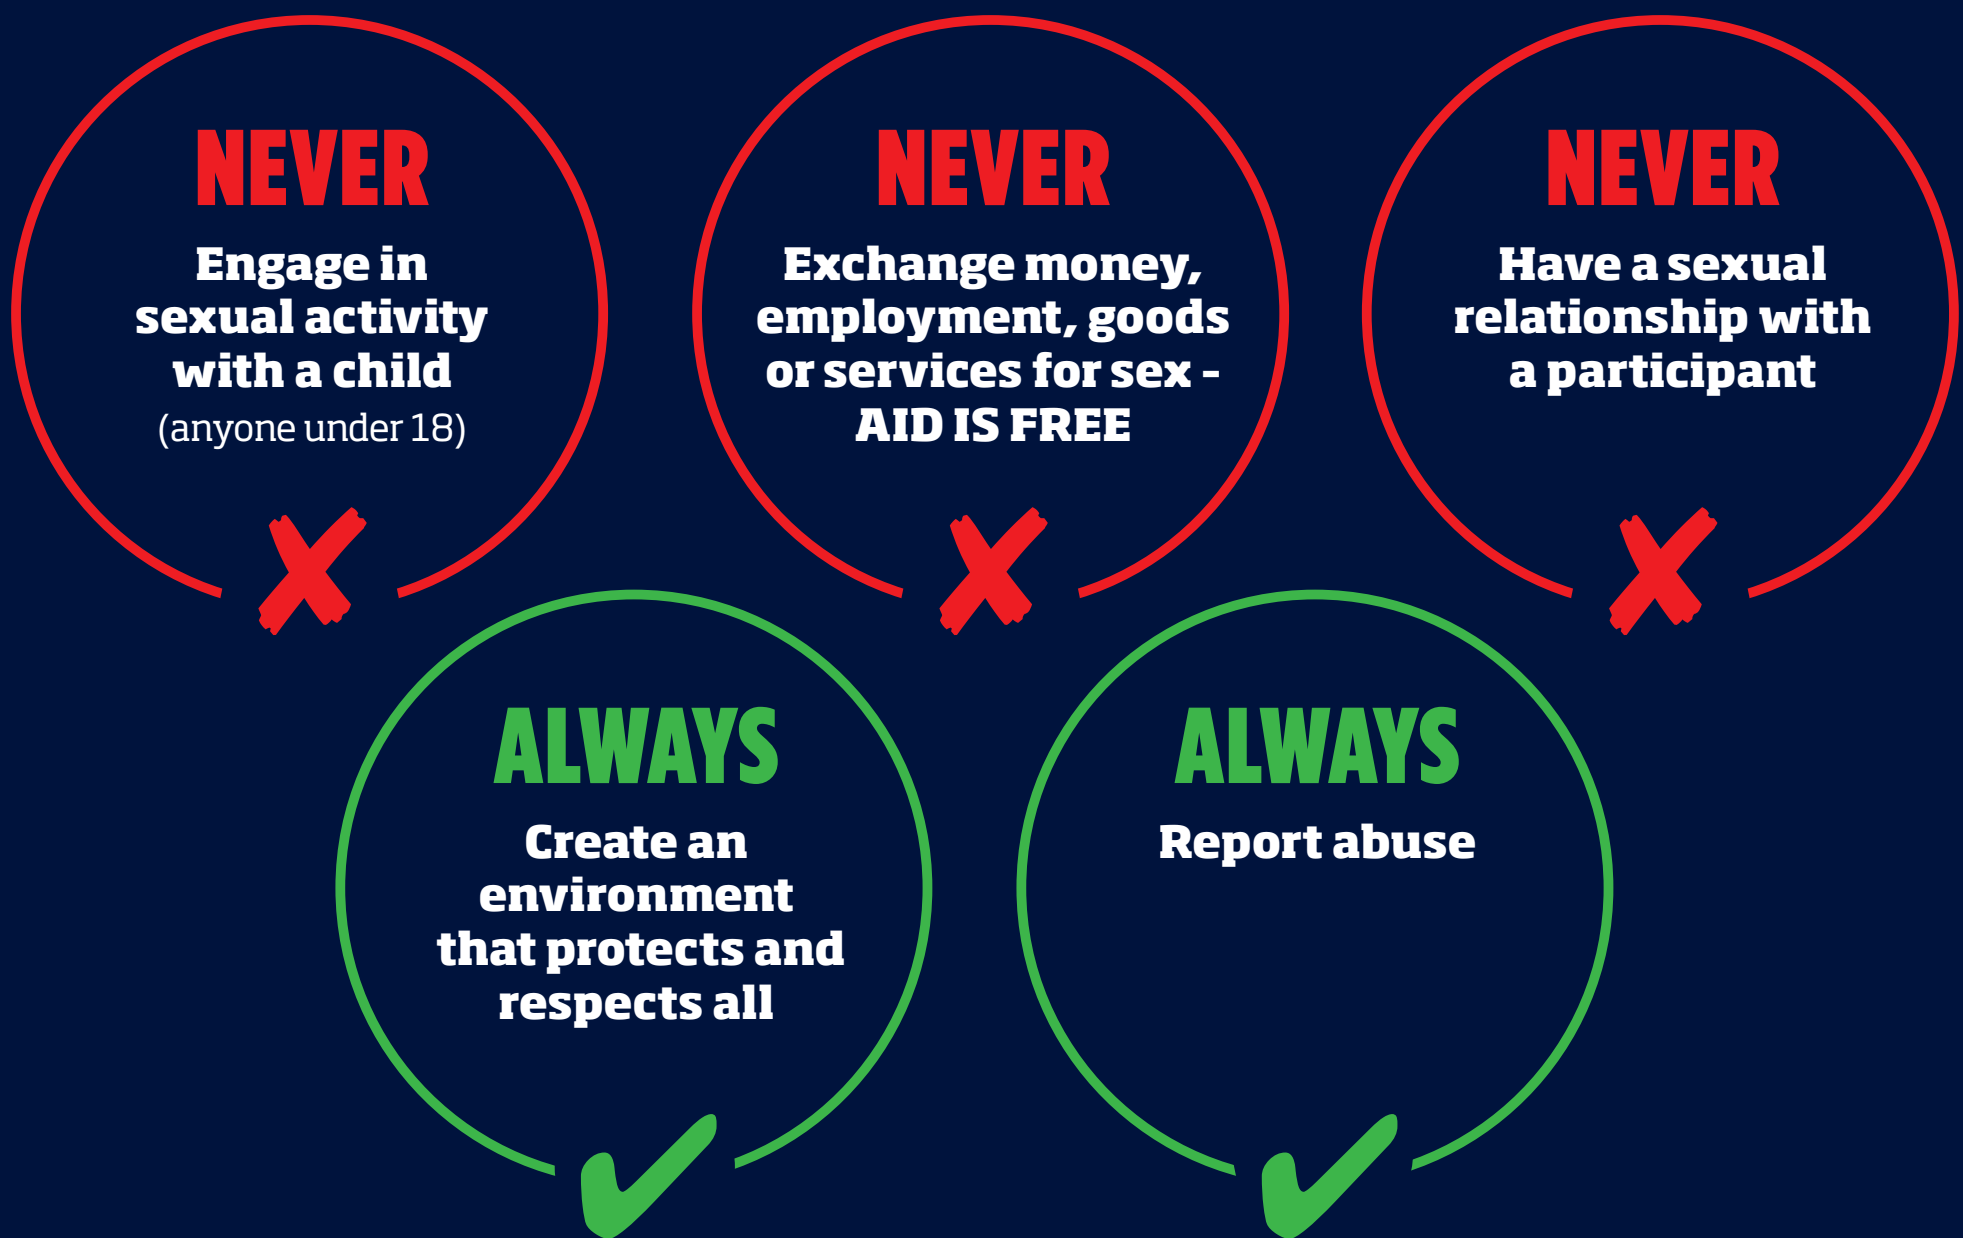 NEVER
Engage in
sexual activity
with a child
(anyone under 18)
NEVER
Exchange money,
employment, goods
or services for sex -
AID IS FREE
NEVER
Have a sexual
relationship with
a participant
ALWAYS
Create an
environment
that protects and
respects all
ALWAYS
Report abuse